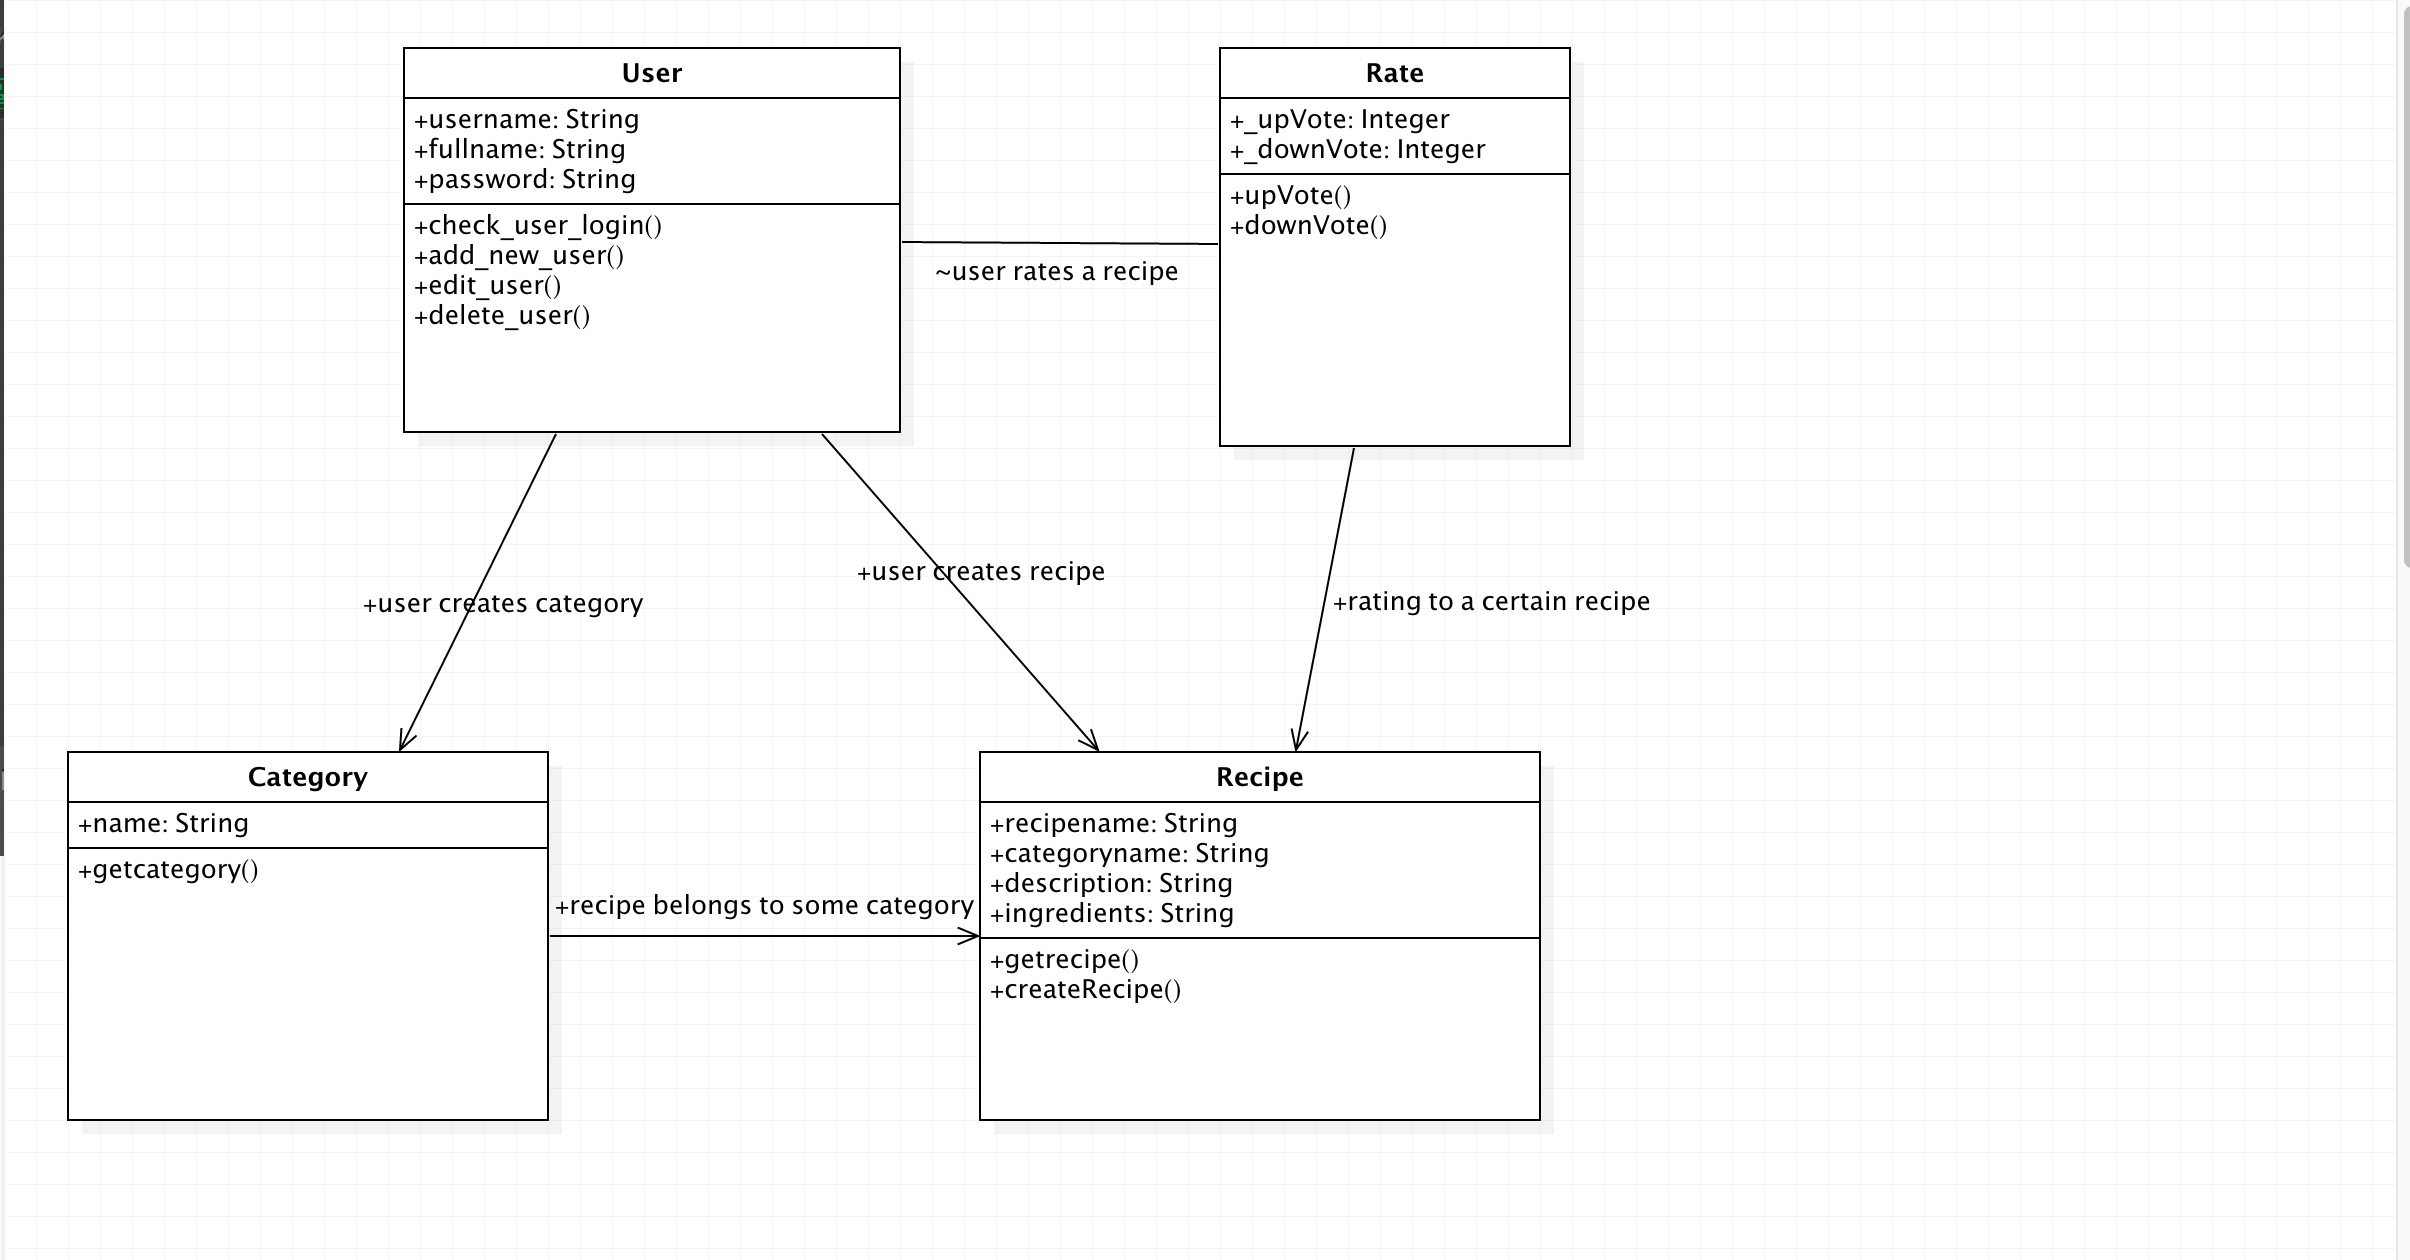 User
+username: String
+fullname: String
+password: String
+check_user_login()
+add_new_user()
+edit_user()
+delete_user()
Rate
+_upVote: Integer
+_downVote: Integer
+upVote()
+downVote()
~user rates a recipe
+user creates category
+user creates recipe
+rating to a certain recipe
Category
+name: String
+getcategory()
+recipe belongs to some category
Recipe
+recipename: String
+categoryname: String
+description: String
+ingredients: String
+getrecipe()
+createRecipe()